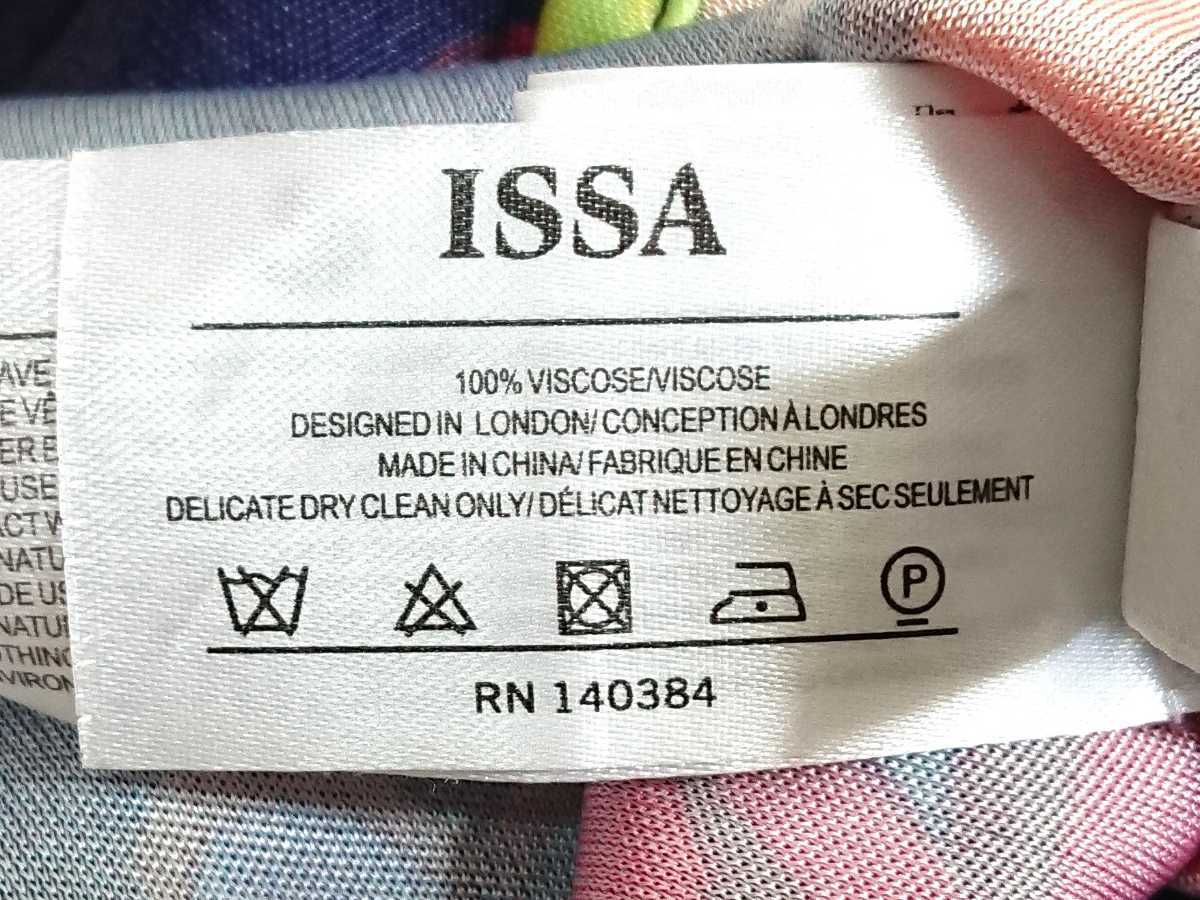 ISSA
100% VISCOSE/VISCOSE
DESIGNED IN LONDON/ CONCEPTION À LONDRES
MADE IN CHINA/ FABRIQUE EN CHINE
DELICATE DRY CLEAN ONLY/ DÉLICAT NETTOYAGE À SEC SEULEMENT
P
RN 140384